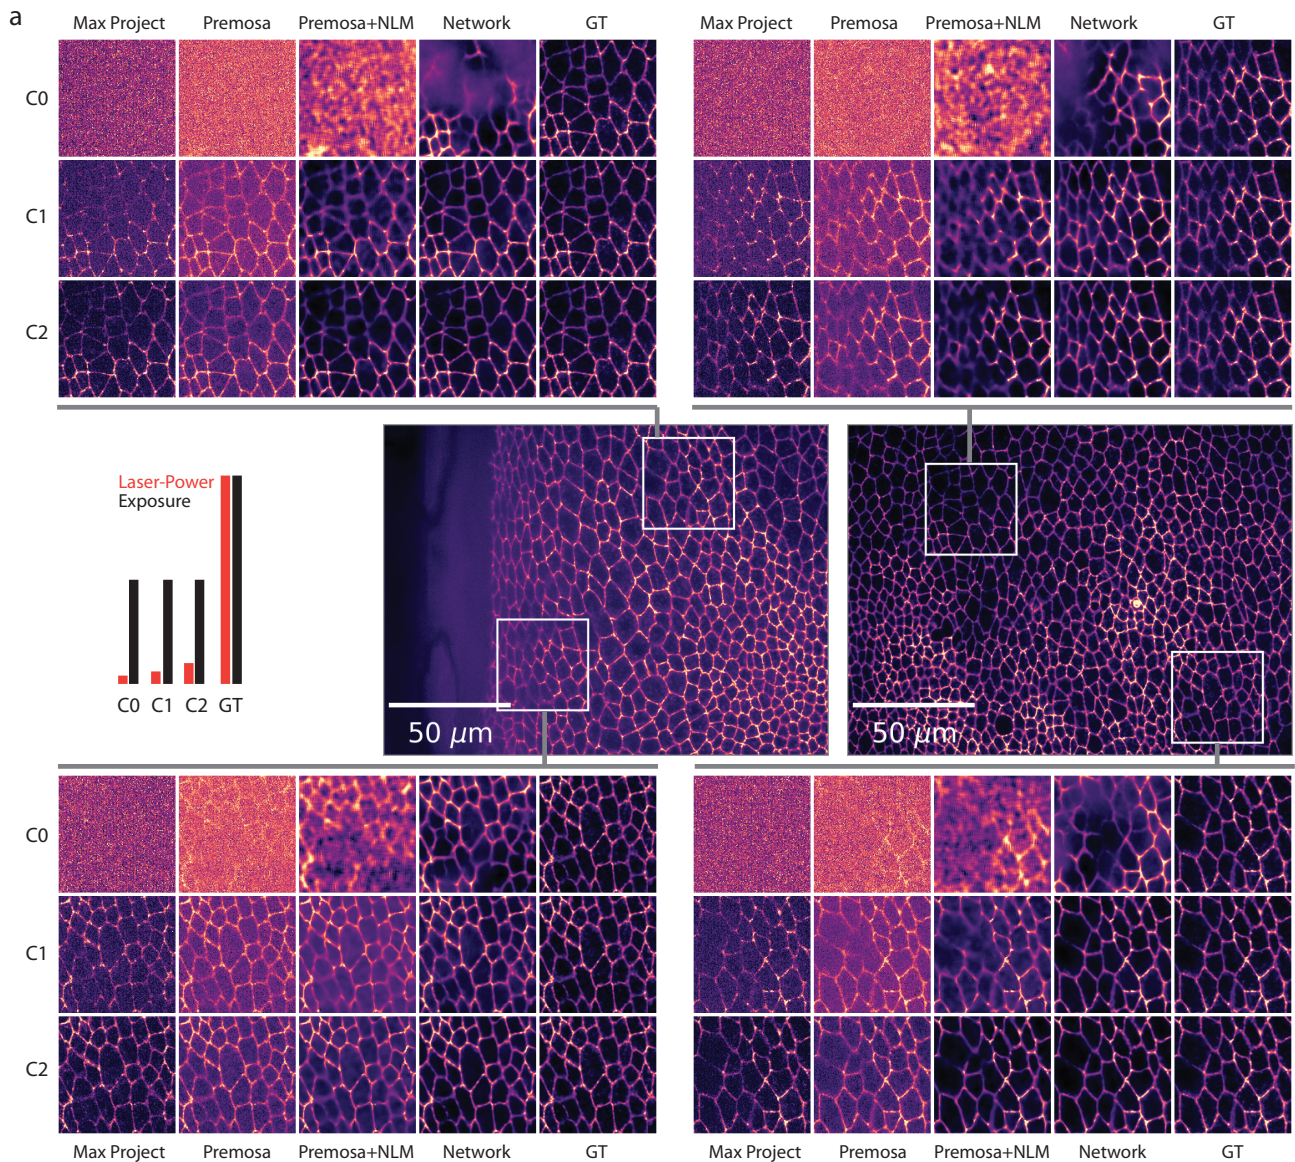 a
Max Project Premosa Premosa+NLM Network GT
Max Project Premosa Premosa+NLM Network GT
C0
C1
C2
Laser-Power
Exposure
C0 C1 C2 GT
50 μm
50 μm
C0
C1
C2
Max Project Premosa Premosa+NLM Network GT
Max Project Premosa Premosa+NLM Network GT